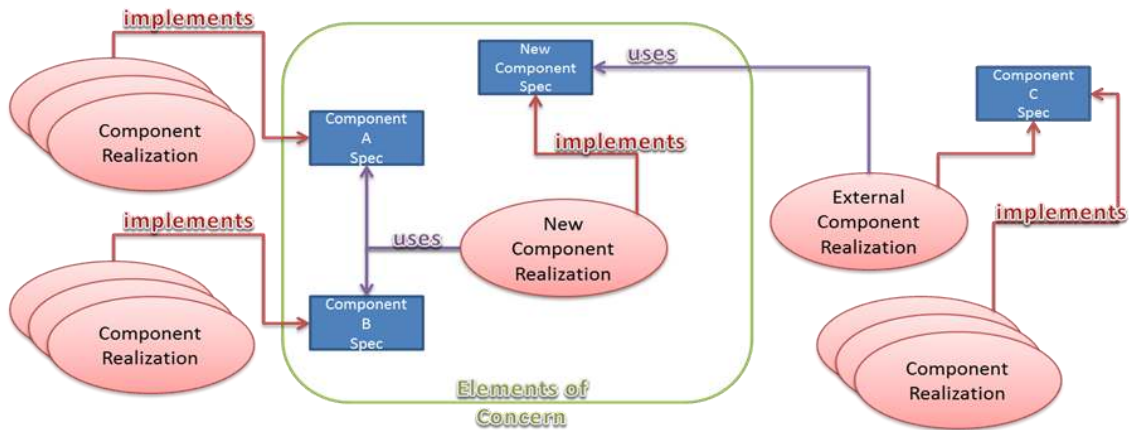 implements
Component
Realization
Component
A
Spec
New
Component
Spec
uses
implements
Component
C
Spec
implements
Component
Realization
uses
New
Component
Realization
Component
B
Spec
External
Component
Realization
implements
Component
Realization
Elements of
Concern